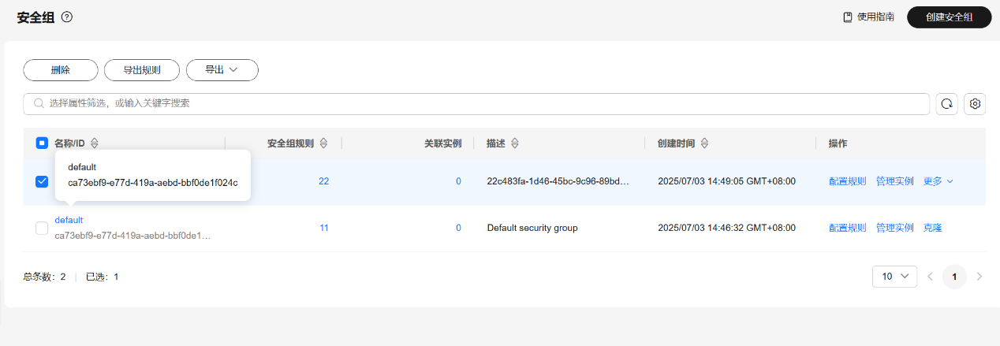 安全组
使用指南
创建安全组
删除
导出规则
导出
选择属性筛选，或输入关键字搜索
名称/ID
安全组规则
关联实例
描述
创建时间
操作
default
ca73ebf9-e77d-419a-aebd-bbf0de1f024c
22
0
22c483fa-1d46-45bc-9c96-89bd...
2025/07/03 14:49:05 GMT+08:00
配置规则 管理实例 更多
default
ca73ebf9-e77d-419a-aebd-bbf0de1...
11
0
Default security group
2025/07/03 14:46:32 GMT+08:00
配置规则 管理实例 克隆
总条数：2 已选：1
10
1